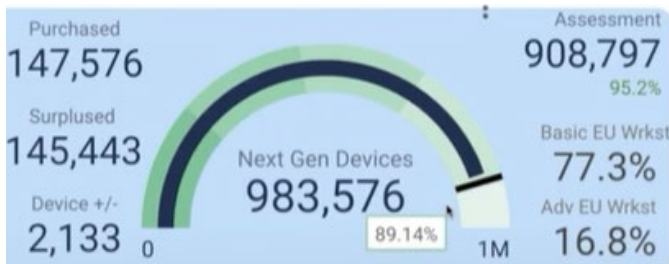 Purchased
147,576
Surplused
145,443
Device +/-
2,133
Next Gen Devices
983,576
89.14%
0
1M
Assessment
908,797
95.2%
Basic EU Wrkst
77.3%
Adv EU Wrkst
16.8%